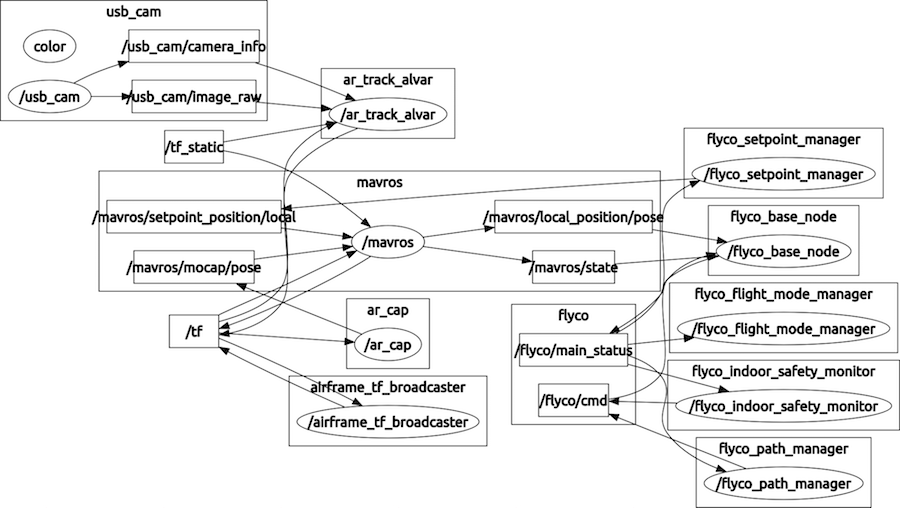 usb_cam
color
/usb_cam/camera_info
/usb_cam
/usb_cam/image_raw
ar_track_alvar
/ar_track_alvar
/tf_static
flyco_setpoint_manager
/flyco_setpoint_manager
mavros
/mavros/setpoint_position/local
/mavros/local_position/pose
/mavros
/mavros/mocap/pose
/mavros/state
flyco_base_node
/flyco_base_node
flyco_flight_mode_manager
/flyco_flight_mode_manager
/tf
ar_cap
/ar_cap
flyco
/flyco/main_status
/flyco/cmd
flyco_indoor_safety_monitor
/flyco_indoor_safety_monitor
airframe_tf_broadcaster
/airframe_tf_broadcaster
flyco_path_manager
/flyco_path_manager